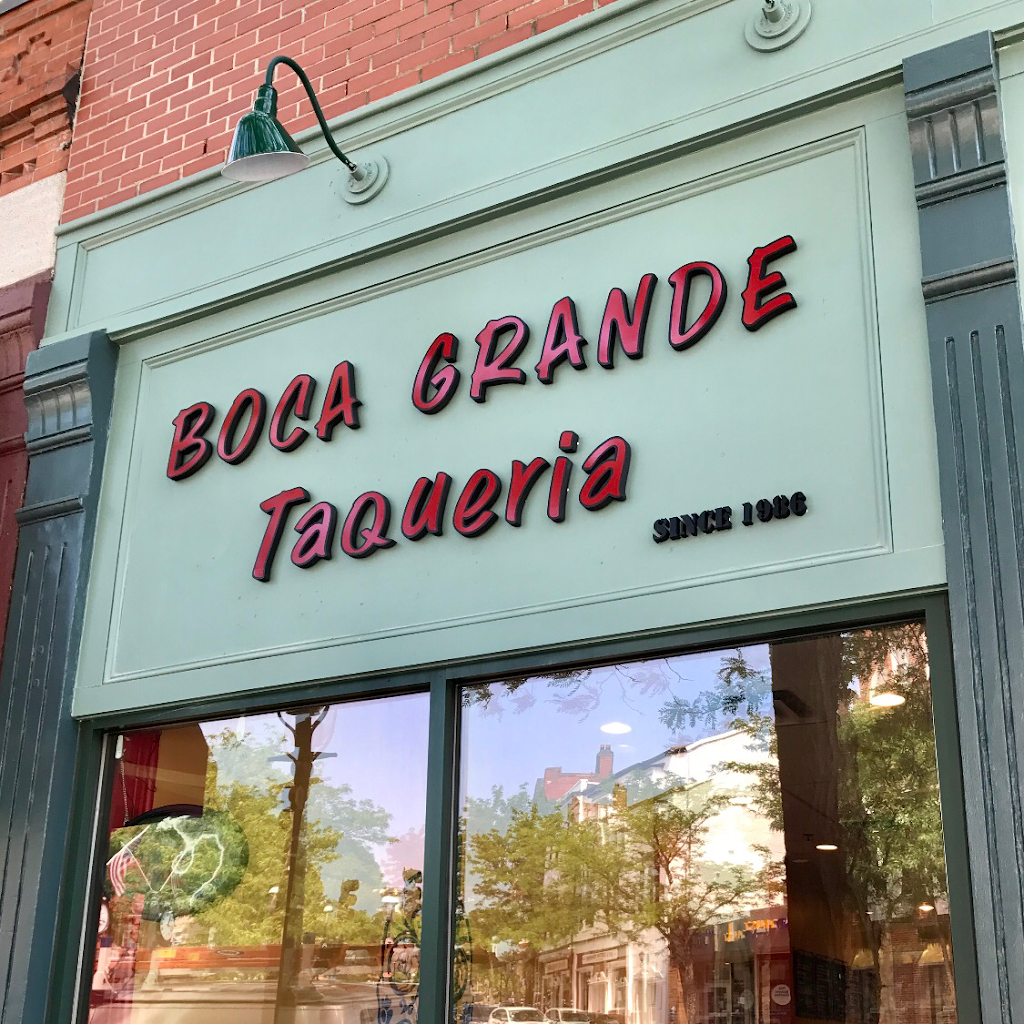 BOCA GRANDE
Taqueria
SINCE 1986